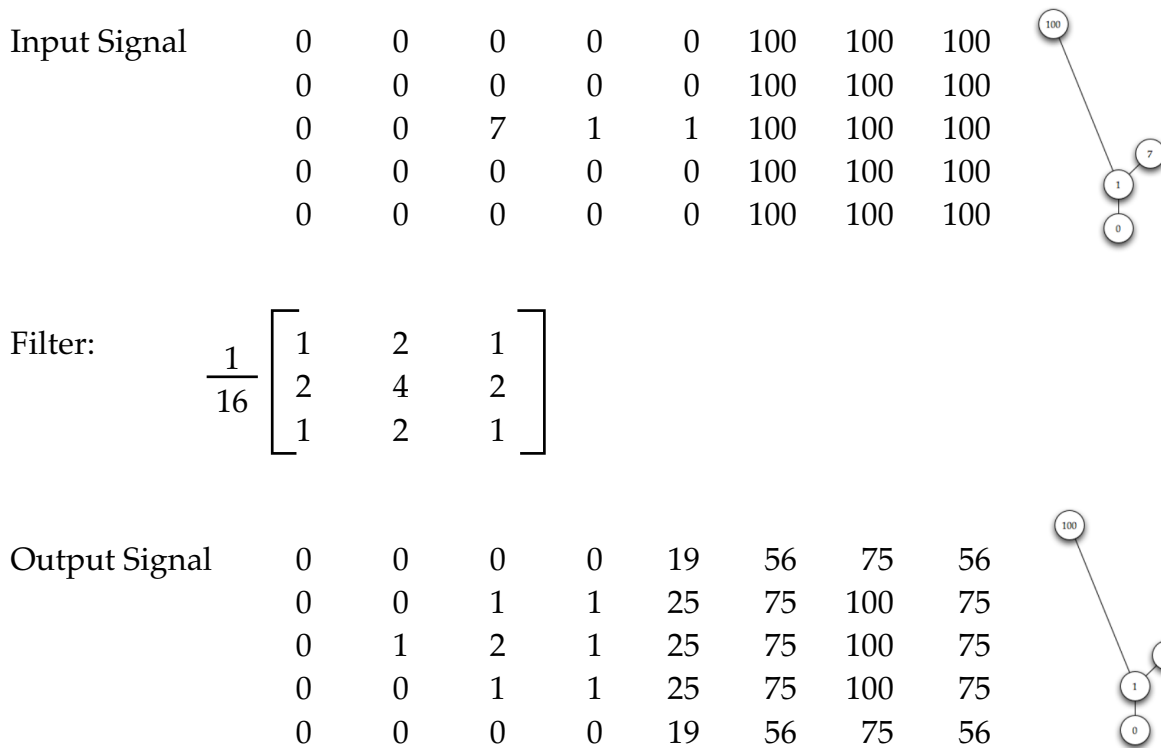 Input Signal 0 0 0 0 0 100 100 100
0 0 0 0 0 100 100 100
0 0 7 1 1 100 100 100
0 0 0 0 0 100 100 100
0 0 0 0 0 100 100 100
100
7
1
0
Filter:
1
16
1 2 1
2 4 2
1 2 1
Output Signal 0 0 0 0 19 56 75 56
0 0 1 1 25 75 100 75
0 1 2 1 25 75 100 75
0 0 1 1 25 75 100 75
0 0 0 0 19 56 75 56
100
1
0